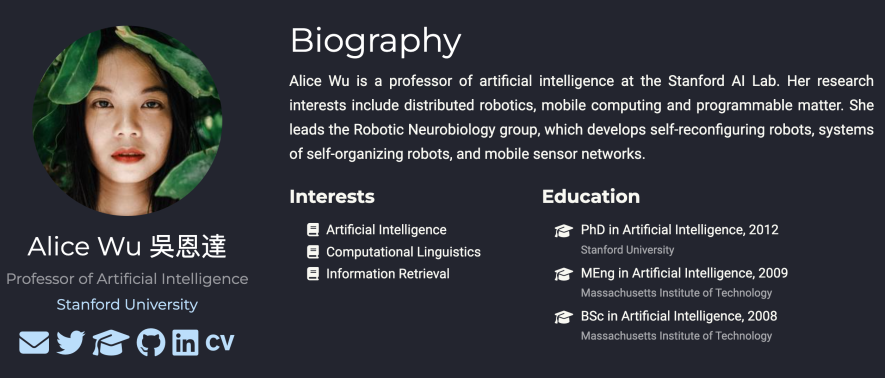 Alice Wu 吳恩達
Professor of Artificial Intelligence
Stanford University
CV
Biography
Alice Wu is a professor of artificial intelligence at the Stanford AI Lab. Her research
interests include distributed robotics, mobile computing and programmable matter. She
leads the Robotic Neurobiology group, which develops self-reconfiguring robots, systems
of self-organizing robots, and mobile sensor networks.
Interests
Artificial Intelligence
Computational Linguistics
Information Retrieval
Education
PhD in Artificial Intelligence, 2012
Stanford University
MEng in Artificial Intelligence, 2009
Massachusetts Institute of Technology
BSc in Artificial Intelligence, 2008
Massachusetts Institute of Technology